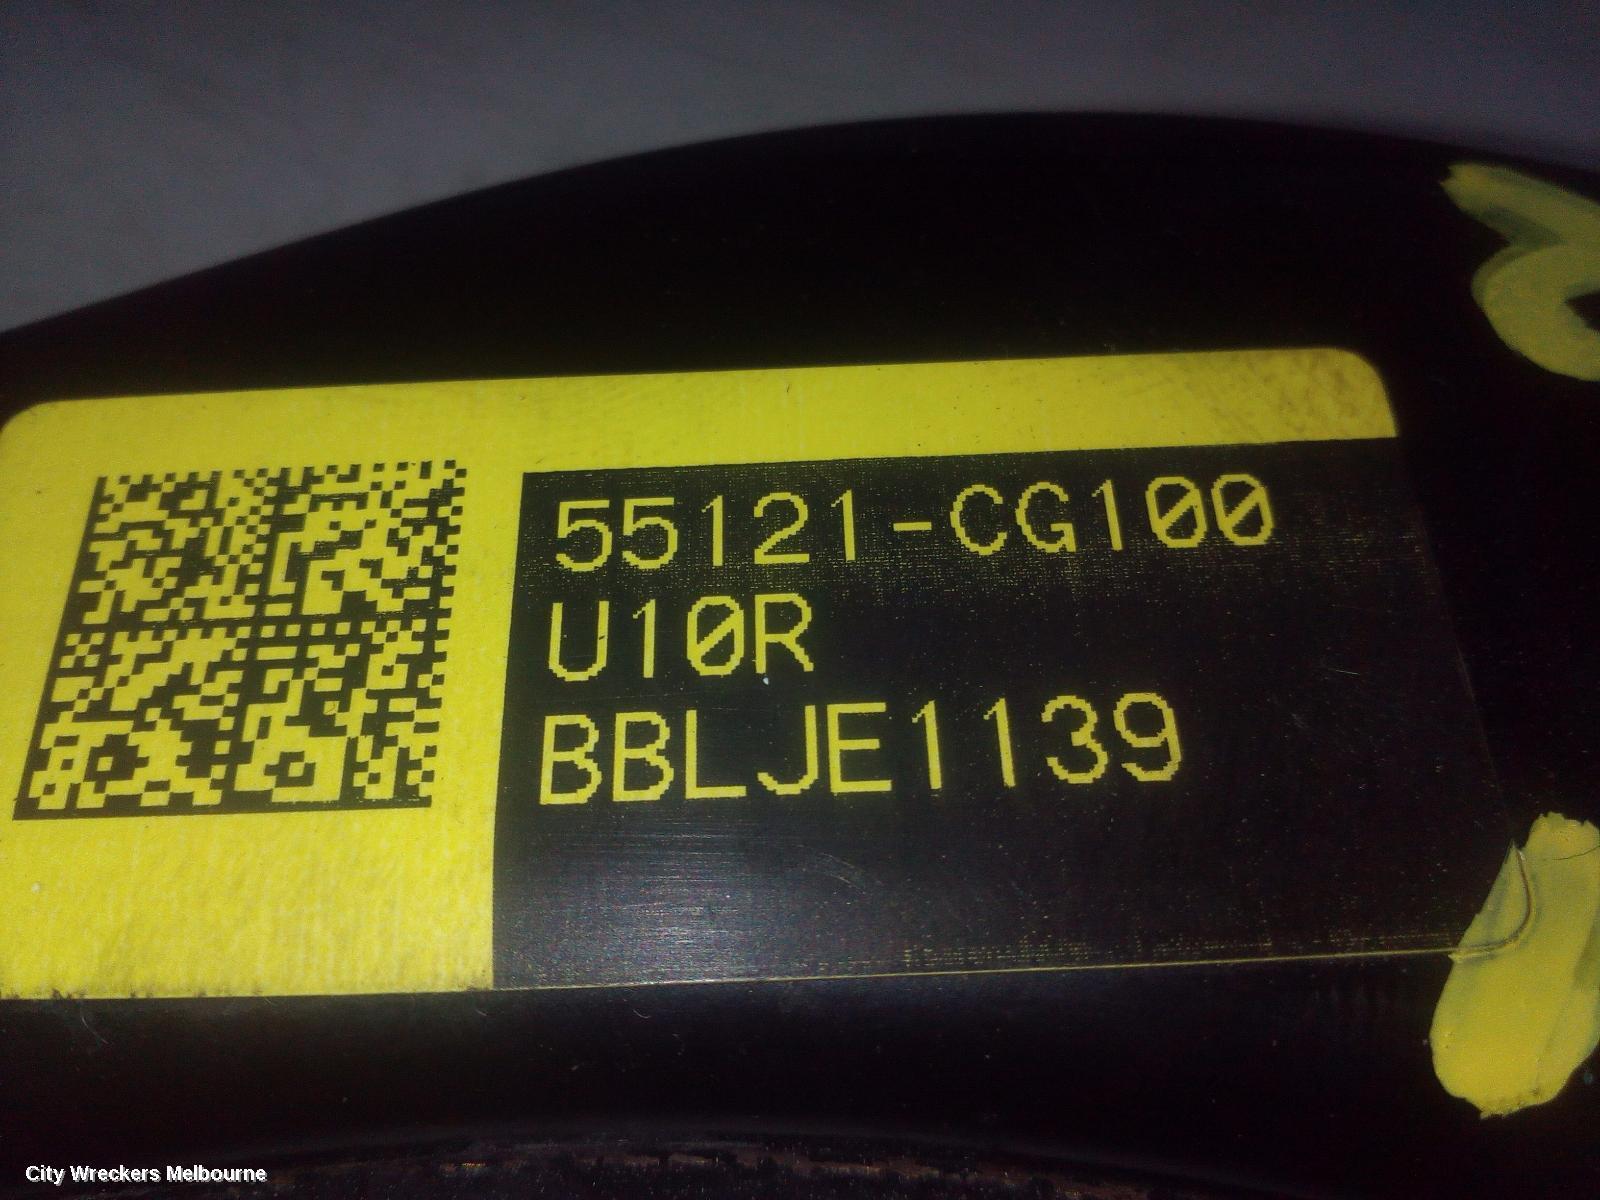 55121-CG100
U10R
BBLJE1139
City Wreckers Melbourne